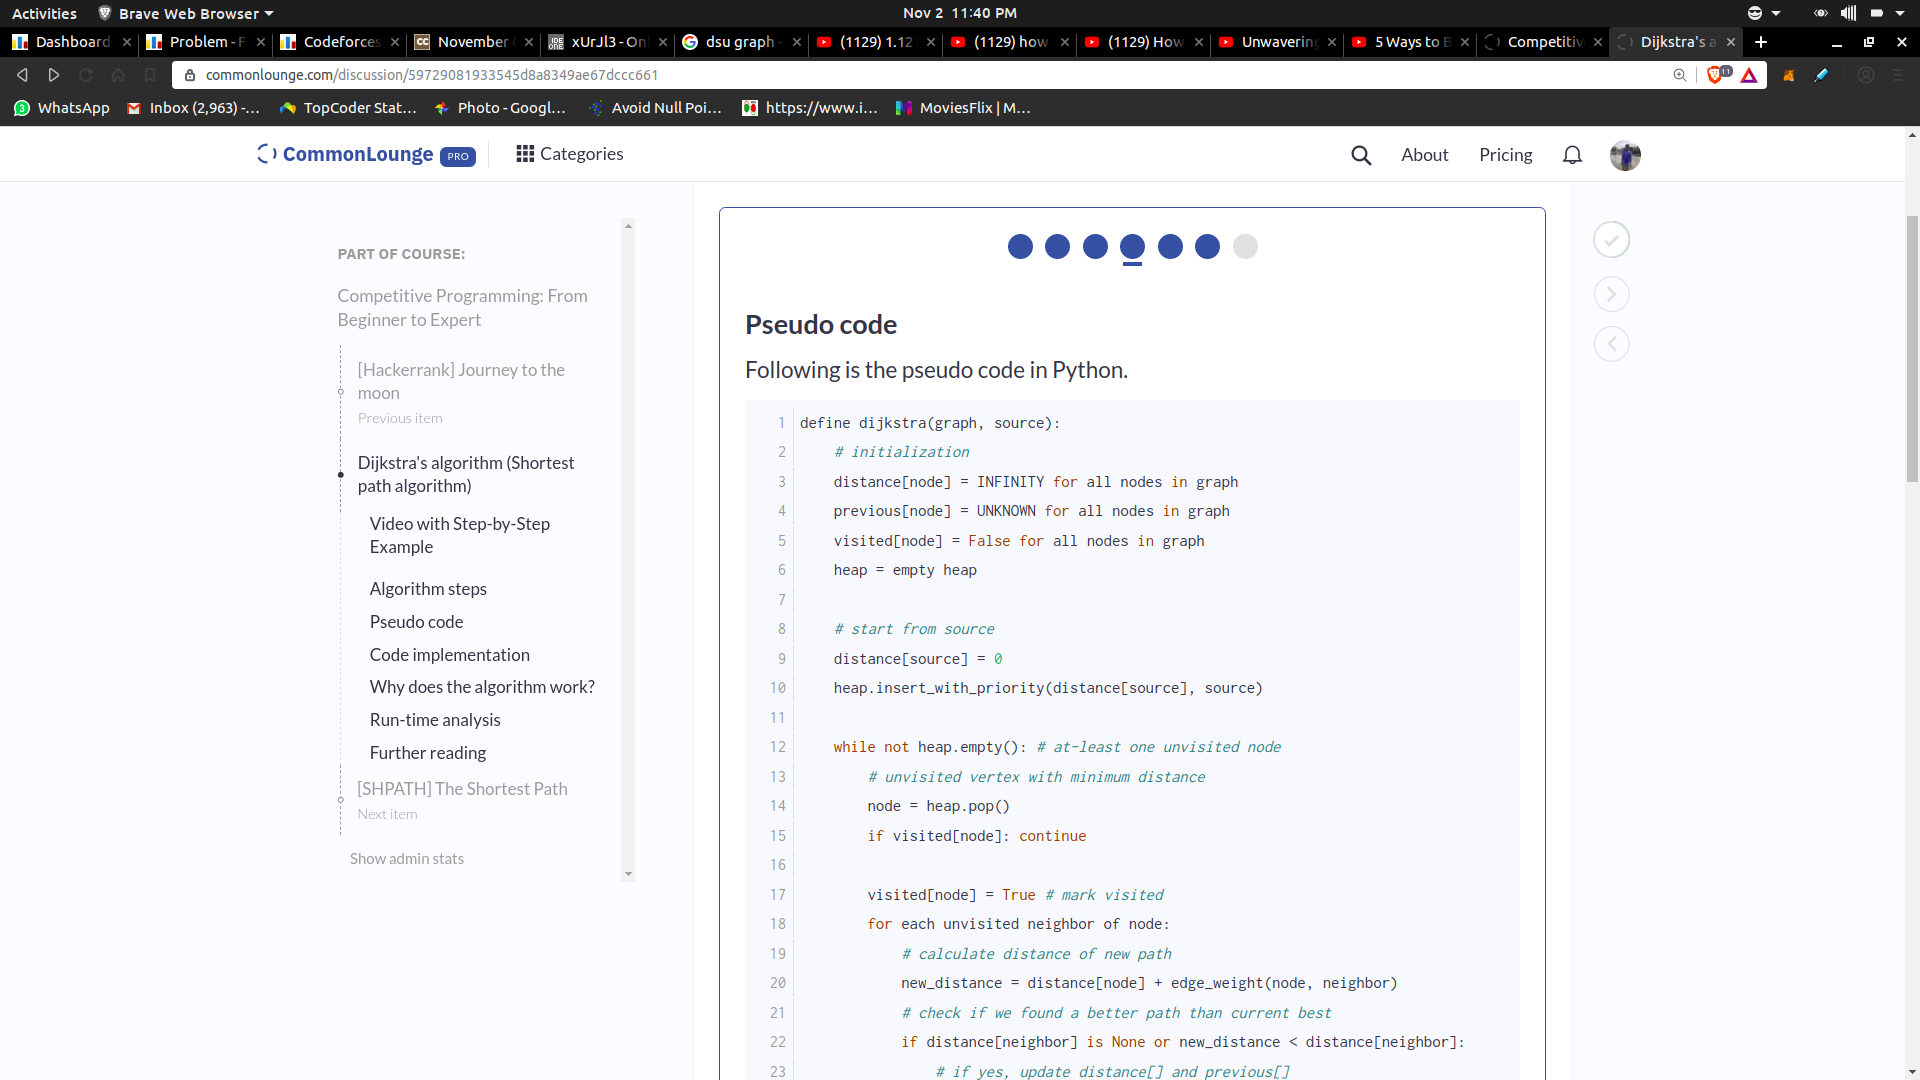 Activities Brave Web Browser Nov 2 11:40 PM
Dashboard Problem - F Codeforces November xUrJl3 - Onl dsu graph - (1129) 1.12 (1129) how (1129) How Unwavering 5 Ways to B Competitiv Dijkstra's a
commonlounge.com/discussion/59729081933545d8a8349ae67dccc661 11
WhatsApp Inbox (2,963) -... TopCoder Stat... Photo - Googl... Avoid Null Poi... https://www.i... MoviesFlix | M...
CommonLounge PRO Categories About Pricing
PART OF COURSE:
Competitive Programming: From
Beginner to Expert
[Hackerrank] Journey to the
moon
Previous item
Dijkstra's algorithm (Shortest
path algorithm)
Video with Step-by-Step
Example
Algorithm steps
Pseudo code
Code implementation
Why does the algorithm work?
Run-time analysis
Further reading
[SHPATH] The Shortest Path
Next item
Show admin stats
Pseudo code
Following is the pseudo code in Python.
1 define dijkstra(graph, source):
2 # initialization
3 distance[node] = INFINITY for all nodes in graph
4 previous[node] = UNKNOWN for all nodes in graph
5 visited[node] = False for all nodes in graph
6 heap = empty heap
7
8 # start from source
9 distance[source] = 0
10 heap.insert_with_priority(distance[source], source)
11
12 while not heap.empty(): # at-least one unvisited node
13 # unvisited vertex with minimum distance
14 node = heap.pop()
15 if visited[node]: continue
16
17 visited[node] = True # mark visited
18 for each unvisited neighbor of node:
19 # calculate distance of new path
20 new_distance = distance[node] + edge_weight(node, neighbor)
21 # check if we found a better path than current best
22 if distance[neighbor] is None or new_distance < distance[neighbor]:
23 # if yes, update distance[] and previous[]